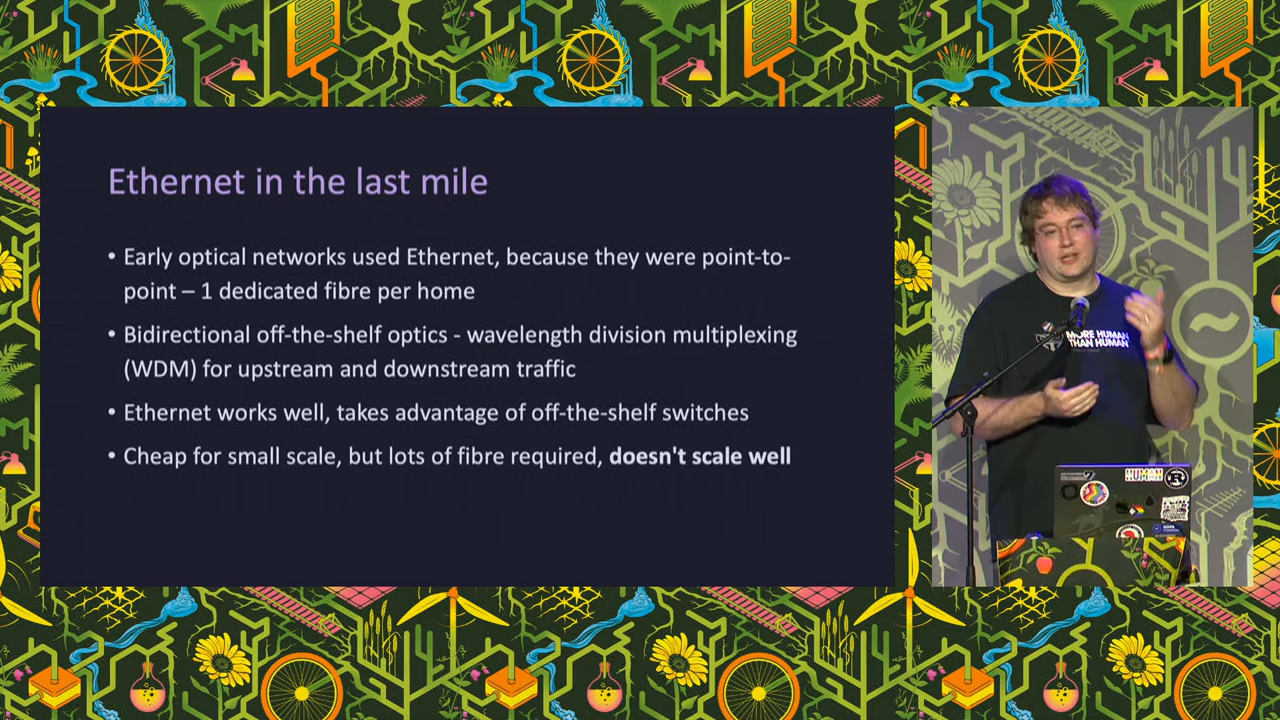 Ethernet in the last mile
• Early optical networks used Ethernet, because they were point-to-
point – 1 dedicated fibre per home
• Bidirectional off-the-shelf optics - wavelength division multiplexing
(WDM) for upstream and downstream traffic
• Ethernet works well, takes advantage of off-the-shelf switches
• Cheap for small scale, but lots of fibre required, doesn't scale well
MORE HUMAN
THAN HUMAN